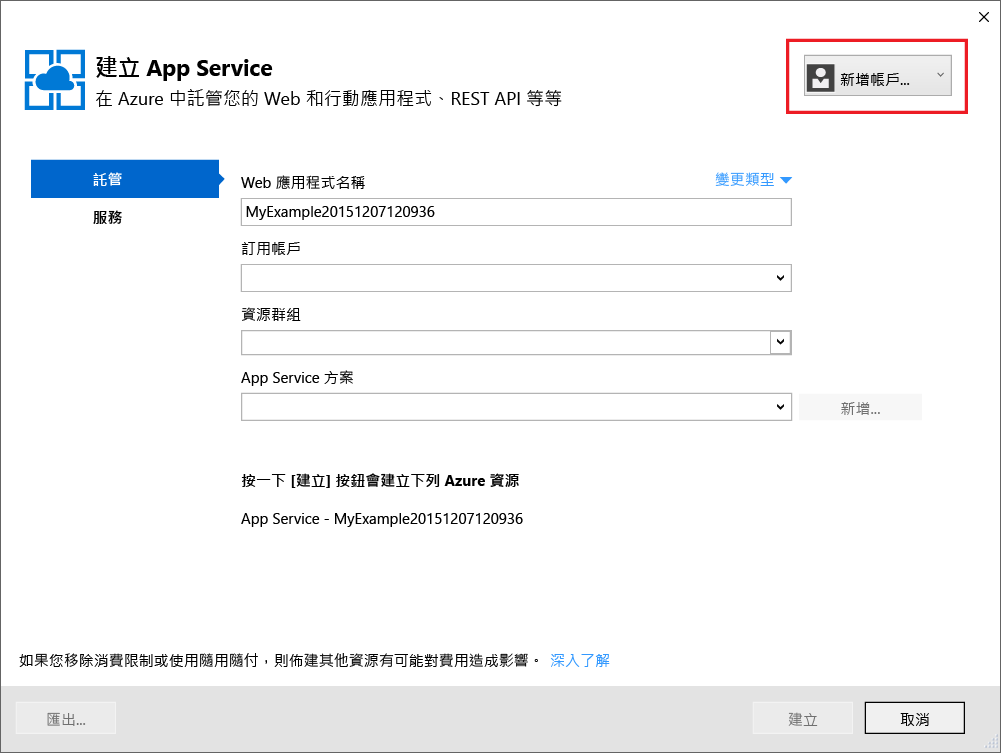 建立 App Service
在 Azure 中託管您的 Web 和行動應用程式、REST API 等等
新增帳戶...
託管
服務
Web 應用程式名稱
變更類型
MyExample20151207120936
訂用帳戶
資源群組
App Service 方案
新增...
按一下 [建立] 按鈕會建立下列 Azure 資源
App Service - MyExample20151207120936
如果您移除消費限制或使用隨用隨付，則佈建其他資源有可能對費用造成影響。 深入了解
匯出...
建立
取消